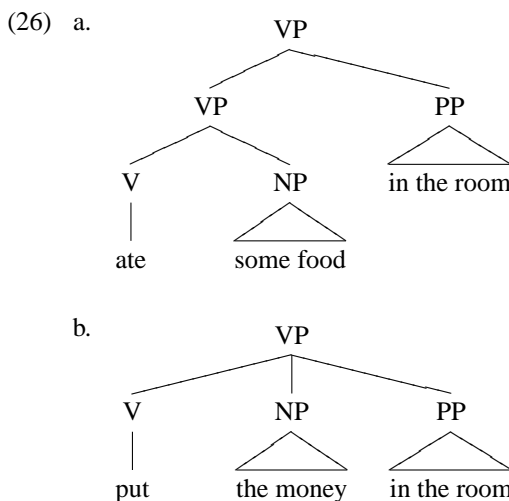 (26) a. VP
VP PP
V NP in the room
ate some food
b. VP
V NP PP
put the money in the room